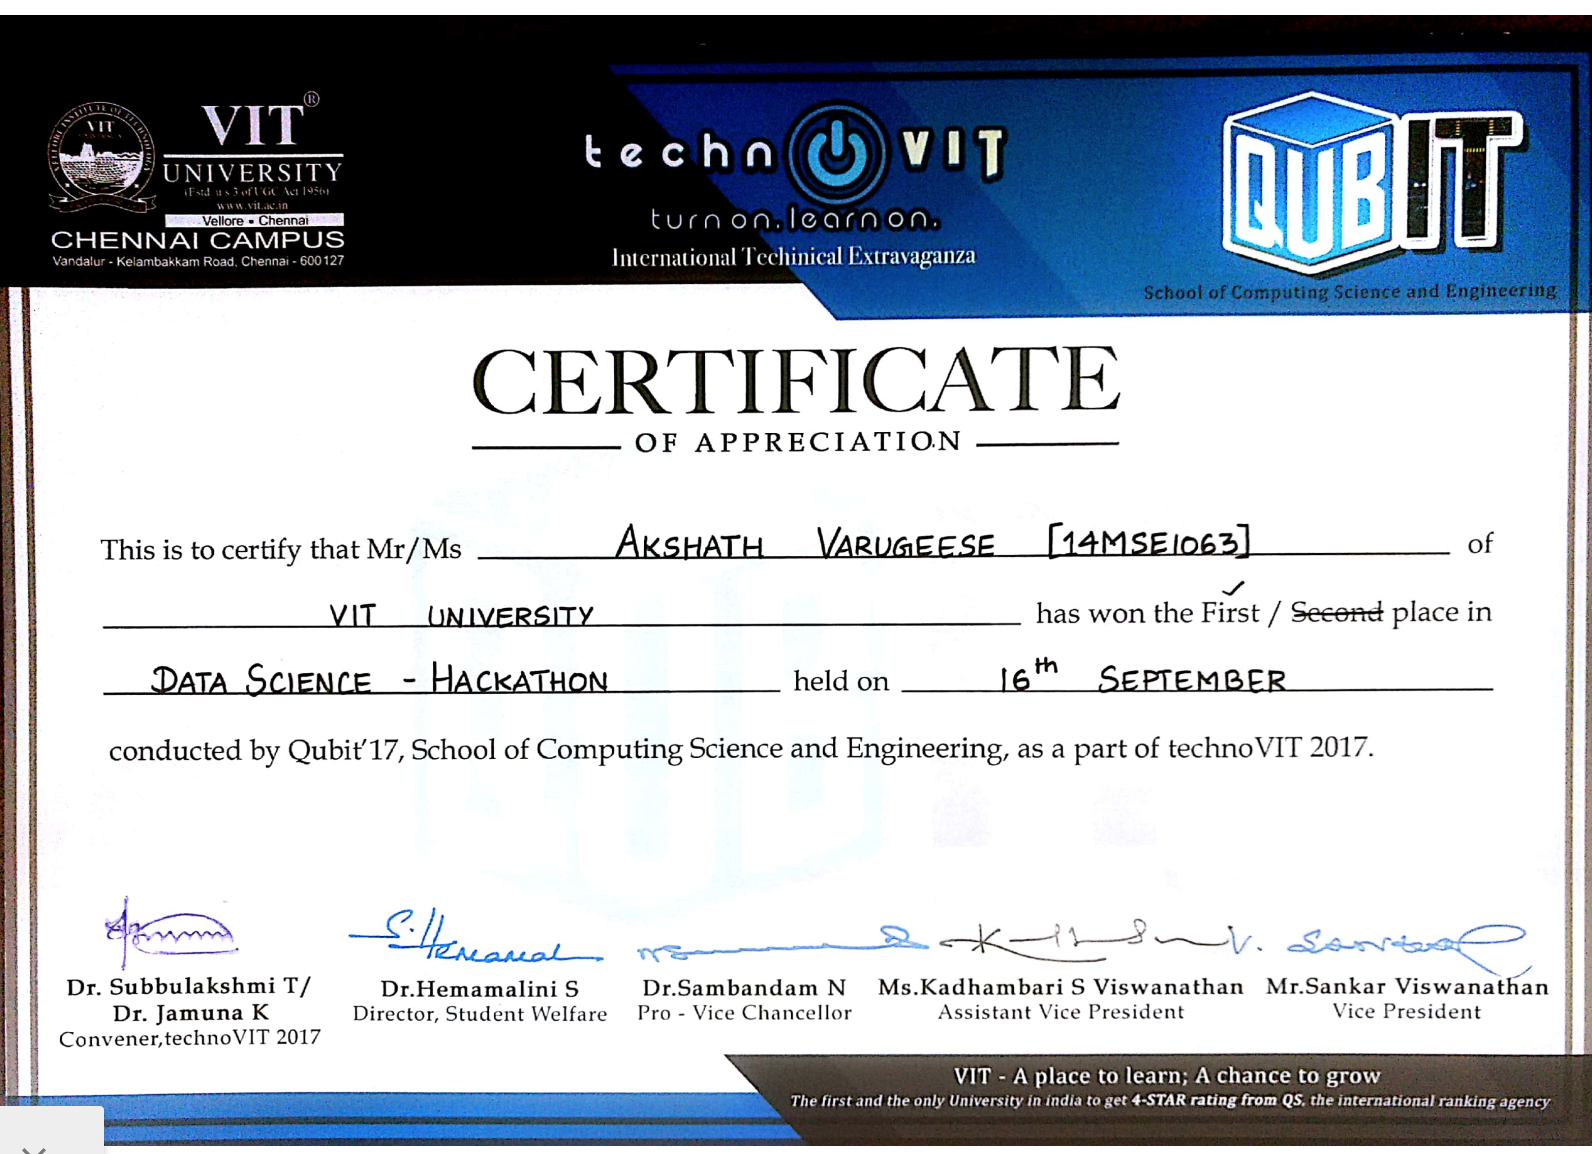 VIT®
UNIVERSITY
(Estd. u s 3 of UGC Act 1956)
www.vit.ac.in
Vellore • Chennai
CHENNAI CAMPUS
Vandalur - Kelambakkam Road, Chennai - 600127
VIT
techn VIT
turn on. learn on.
International Techinical Extravaganza
QUBIT
School of Computing Science and Engineering
CERTIFICATE
OF APPRECIATION
This is to certify that Mr/Ms AKSHATH VARUGEESE [14MSE1063] of
VIT UNIVERSITY has won the First / Second place in
DATA SCIENCE - HACKATHON held on 16th SEPTEMBER
conducted by Qubit'17, School of Computing Science and Engineering, as a part of technoVIT 2017.
Dr. Subbulakshmi T/
Dr. Jamuna K
Convener,technoVIT 2017
Dr.Hemamalini S
Director, Student Welfare
Dr.Sambandam N
Pro - Vice Chancellor
Ms.Kadhambari S Viswanathan
Assistant Vice President
Mr.Sankar Viswanathan
Vice President
VIT - A place to learn; A chance to grow
The first and the only University in india to get 4-STAR rating from QS, the international ranking agency